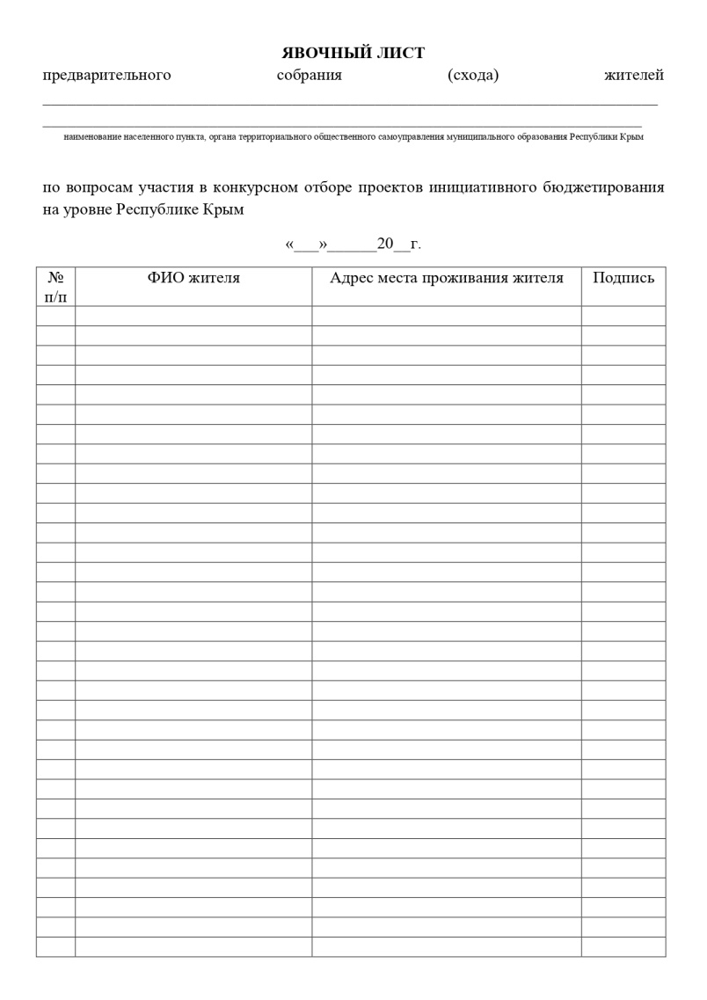 ЯВОЧНЫЙ ЛИСТ
предварительного собрания (схода) жителей
наименование населенного пункта, органа территориального общественного самоуправления муниципального образования Республики Крым
по вопросам участия в конкурсном отборе проектов инициативного бюджетирования
на уровне Республике Крым
«___»______20__г.
№ п/п ФИО жителя Адрес места проживания жителя Подпись